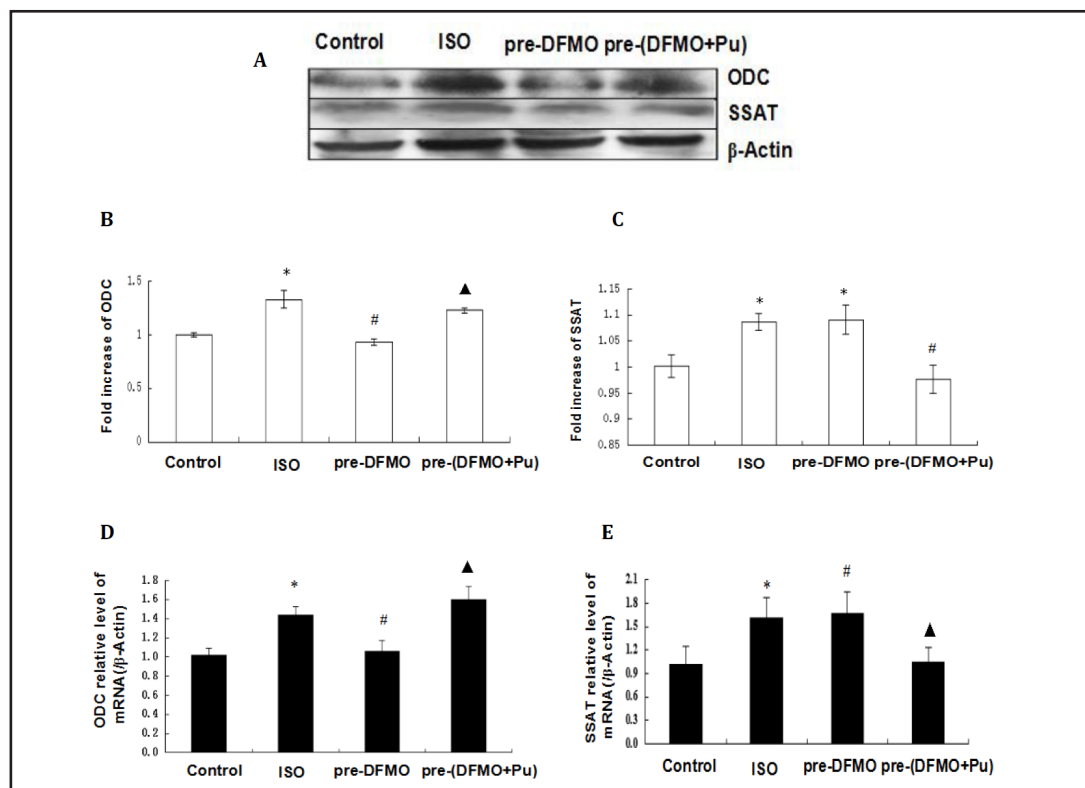 Control ISO pre-DFMO pre-(DFMO+Pu)
A
ODC
SSAT
β-Actin
B
Fold increase of ODC
1.5
1
0.5
0
*
#
▲
Control ISO pre-DFMO pre-(DFMO+Pu)
C
Fold increase of SSAT
1.15
1.1
1.05
1
0.95
0.9
0.85
*
*
#
Control ISO pre-DFMO pre-(DFMO+Pu)
D
ODC relative level of
mRNA(/β-Actin)
1.8
1.6
1.4
1.2
1.0
0.8
0.6
0.4
0.2
0.0
*
#
▲
Control ISO pre-DFMO pre-(DFMO+Pu)
E
SSAT relative level of
mRNA(/β-Actin)
2.1
1.8
1.5
1.2
0.9
0.6
0.3
0.0
*
#
▲
Control ISO pre-DFMO pre-(DFMO+Pu)